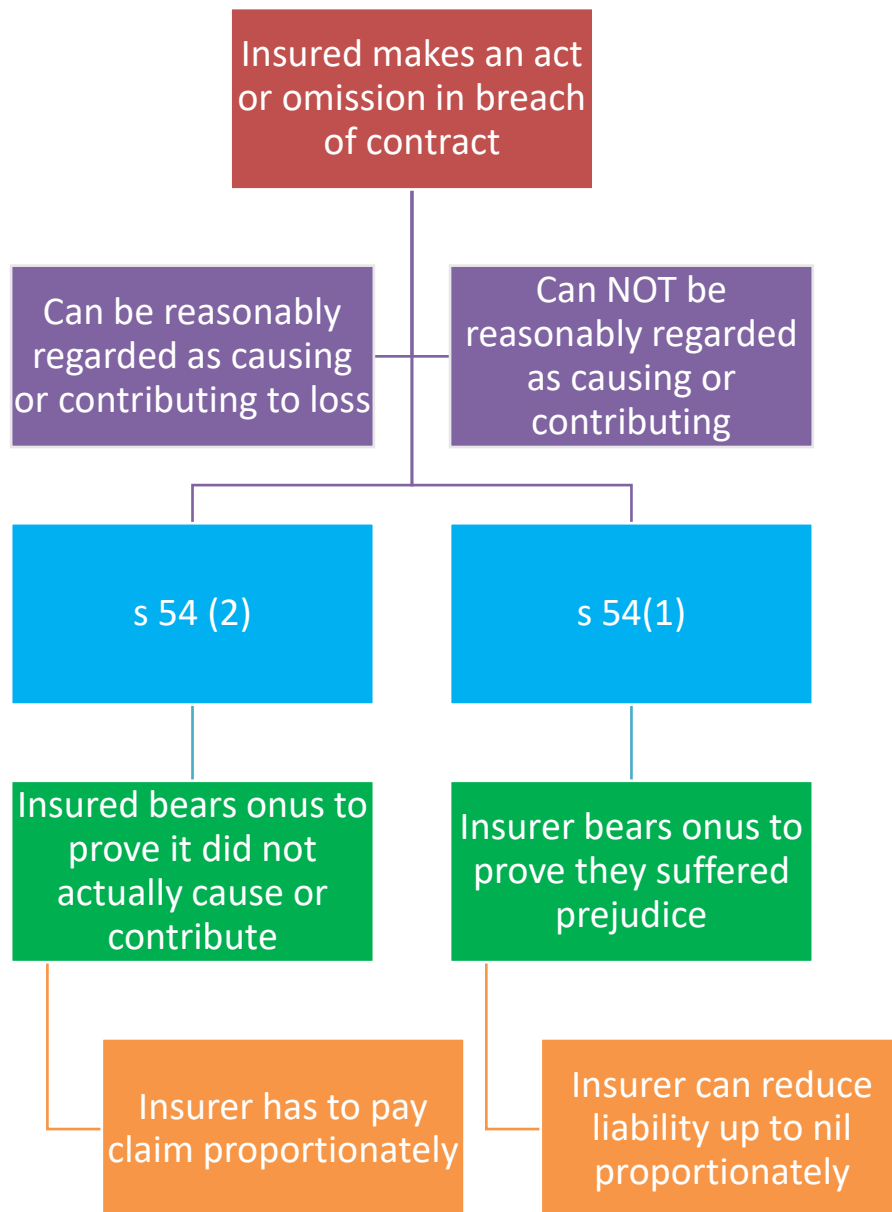 Insured makes an act
or omission in breach
of contract
Can be reasonably
regarded as causing
or contributing to loss
Can NOT be
reasonably regarded
as causing or
contributing
s 54 (2)
s 54(1)
Insured bears onus to
prove it did not
actually cause or
contribute
Insurer bears onus to
prove they suffered
prejudice
Insurer has to pay
claim proportionately
Insurer can reduce
liability up to nil
proportionately